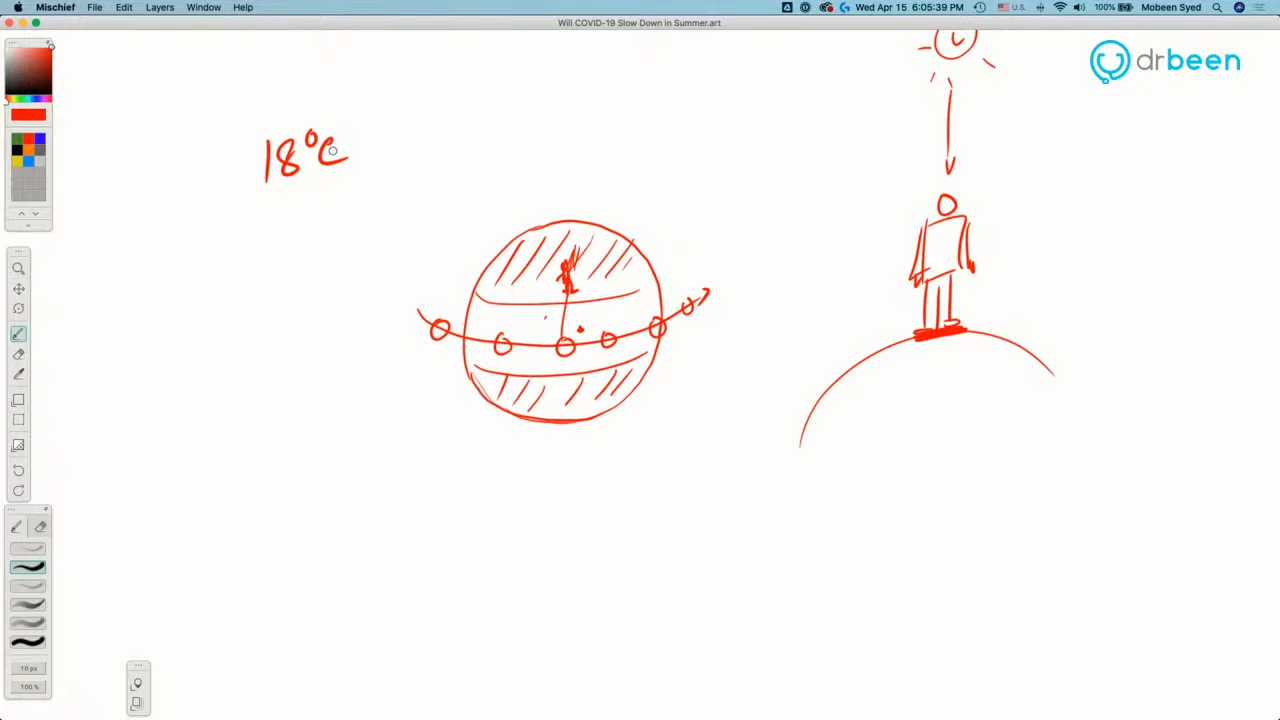 Mischief File Edit Layers Window Help Wed Apr 15 6:05:39 PM U.S. 100% Mobeen Syed
Will COVID-19 Slow Down in Summer.art
drbeen
18°C
10 px
100 %